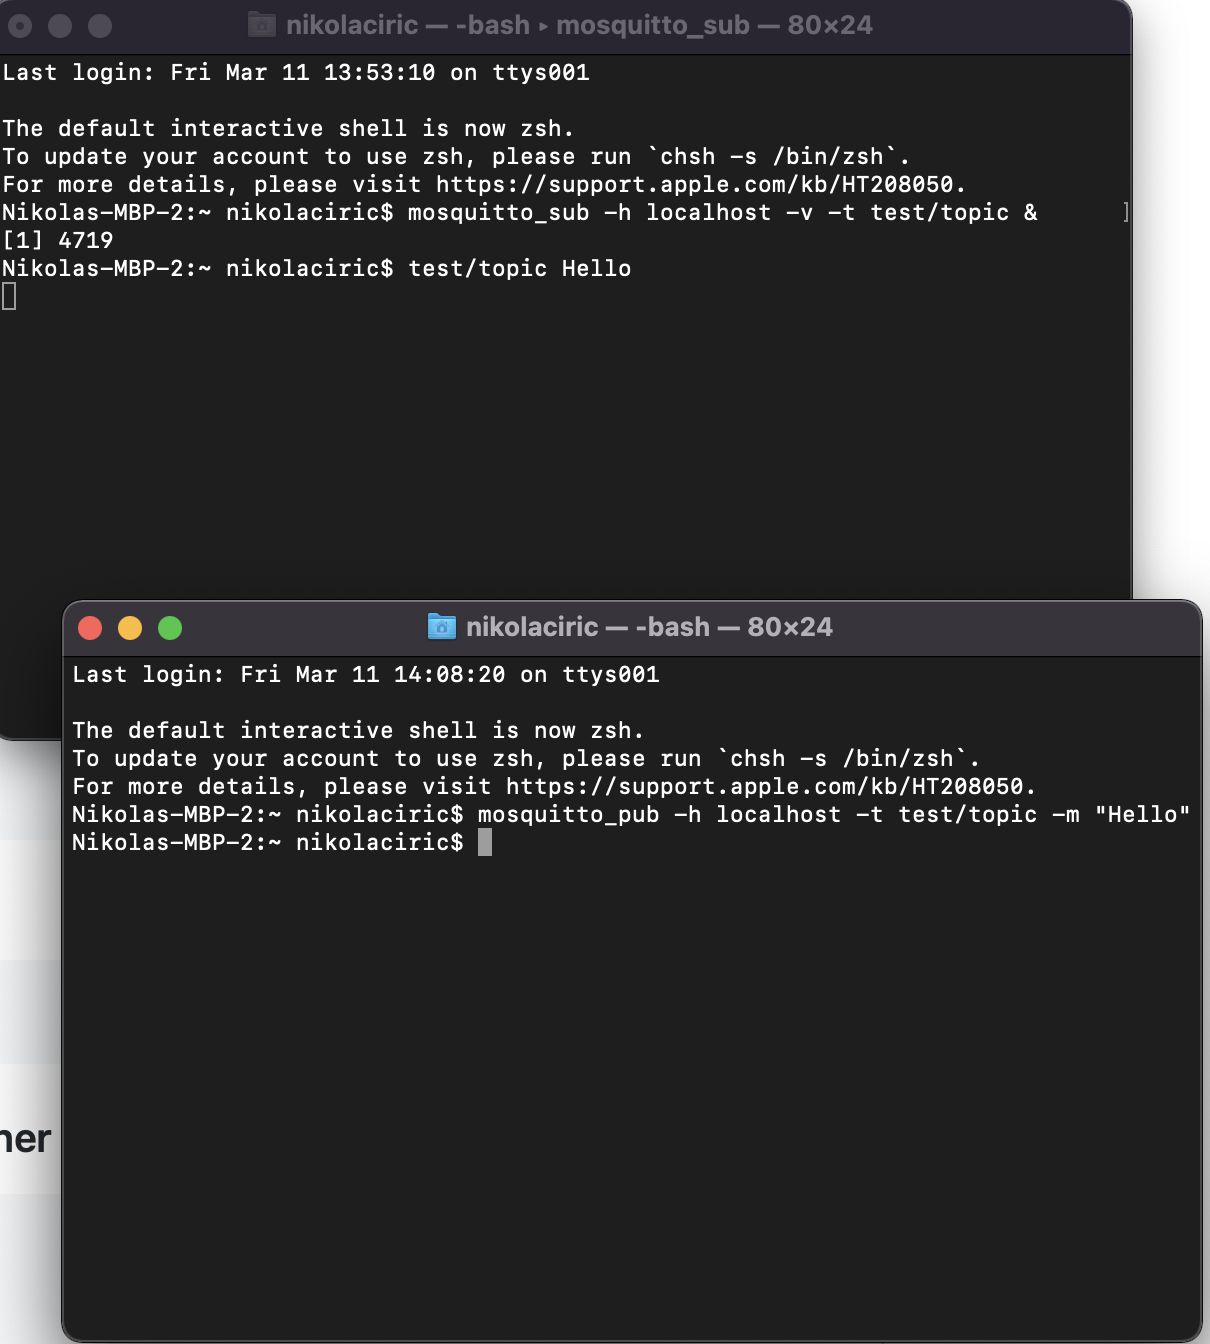 nikolaciric — -bash ▸ mosquitto_sub — 80×24
Last login: Fri Mar 11 13:53:10 on ttys001
The default interactive shell is now zsh.
To update your account to use zsh, please run `chsh -s /bin/zsh`.
For more details, please visit https://support.apple.com/kb/HT208050.
Nikolas-MBP-2:~ nikolaciric$ mosquitto_sub -h localhost -v -t test/topic & ]
[1] 4719
Nikolas-MBP-2:~ nikolaciric$ test/topic Hello
nikolaciric — -bash — 80×24
Last login: Fri Mar 11 14:08:20 on ttys001
The default interactive shell is now zsh.
To update your account to use zsh, please run `chsh -s /bin/zsh`.
For more details, please visit https://support.apple.com/kb/HT208050.
Nikolas-MBP-2:~ nikolaciric$ mosquitto_pub -h localhost -t test/topic -m "Hello"
Nikolas-MBP-2:~ nikolaciric$